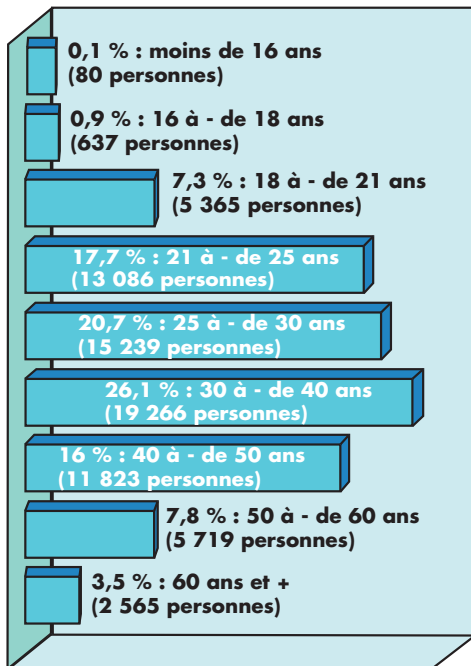 0,1 % : moins de 16 ans
(80 personnes)
0,9 % : 16 à - de 18 ans
(637 personnes)
7,3 % : 18 à - de 21 ans
(5 365 personnes)
17,7 % : 21 à - de 25 ans
(13 086 personnes)
20,7 % : 25 à - de 30 ans
(15 239 personnes)
26,1 % : 30 à - de 40 ans
(19 266 personnes)
16 % : 40 à - de 50 ans
(11 823 personnes)
7,8 % : 50 à - de 60 ans
(5 719 personnes)
3,5 % : 60 ans et +
(2 565 personnes)